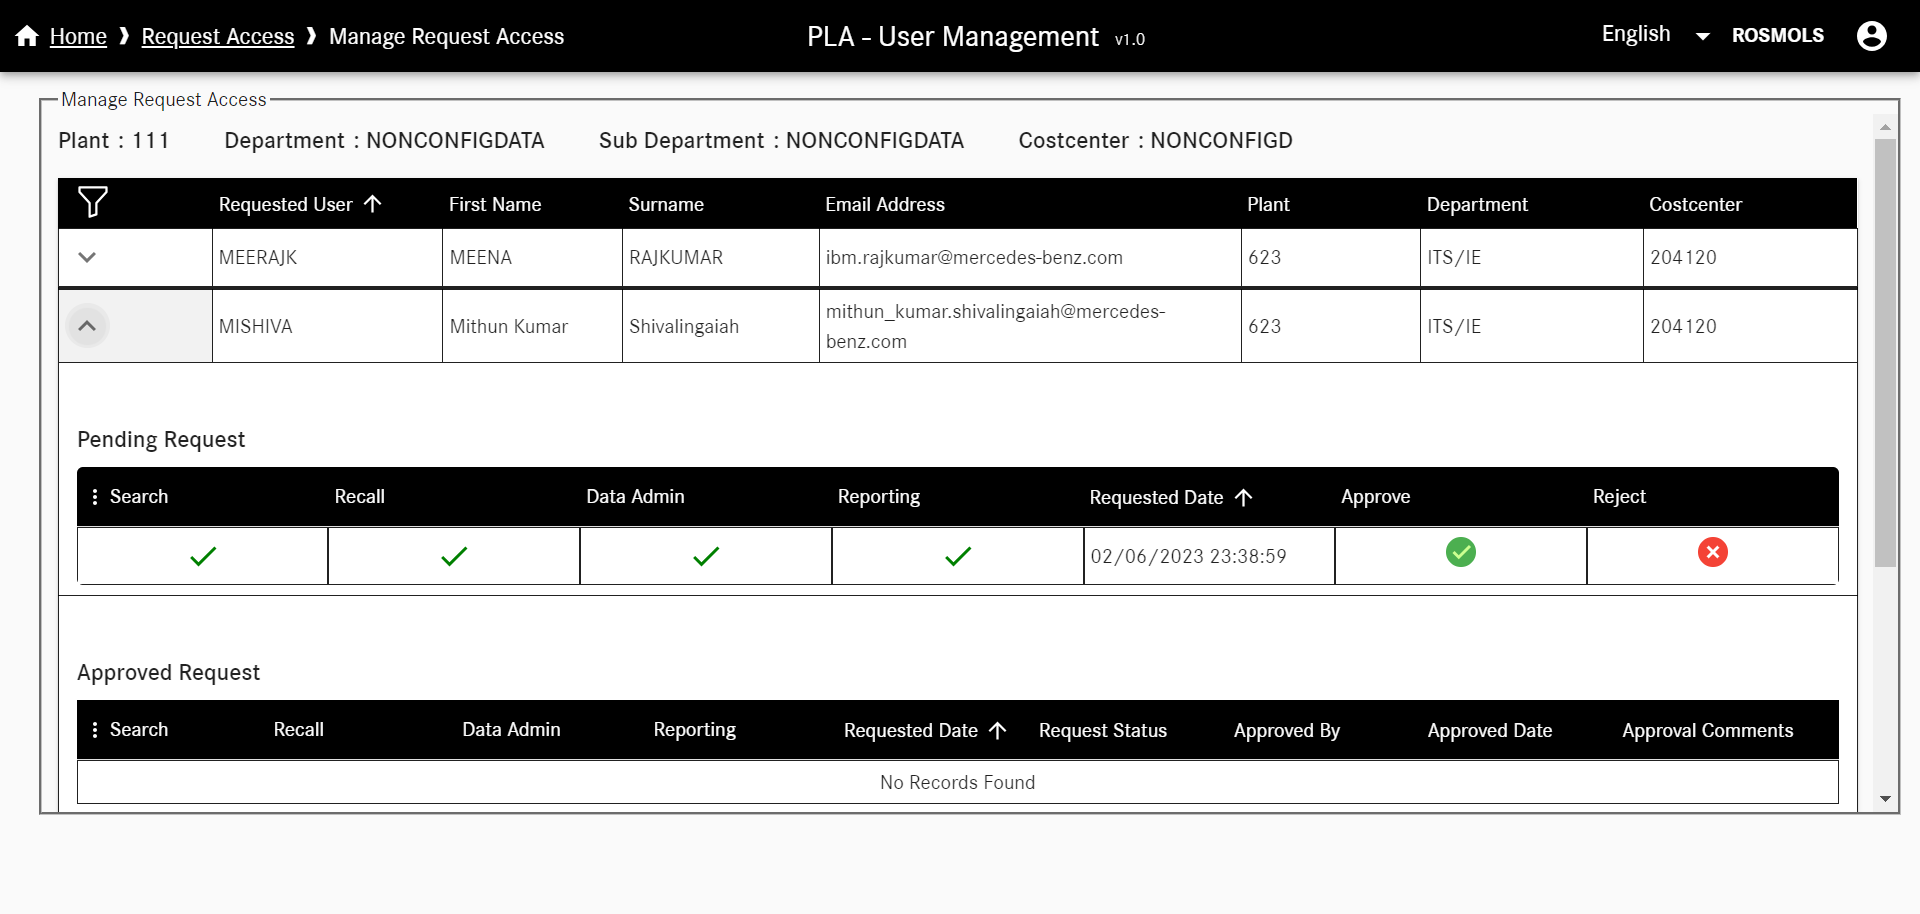 Home ❱ Request Access ❱ Manage Request Access
PLA - User Management v1.0
English
ROSMOLS
Manage Request Access
Plant : 111 Department : NONCONFIGDATA Sub Department : NONCONFIGDATA Costcenter : NONCONFIGD
Requested User First Name Surname Email Address Plant Department Costcenter
MEERAJK MEENA RAJKUMAR ibm.rajkumar@mercedes-benz.com 623 ITS/IE 204120
MISHIVA Mithun Kumar Shivalingaiah mithun_kumar.shivalingaiah@mercedes-
benz.com 623 ITS/IE 204120
Pending Request
Search Recall Data Admin Reporting Requested Date Approve Reject
02/06/2023 23:38:59
Approved Request
Search Recall Data Admin Reporting Requested Date Request Status Approved By Approved Date Approval Comments
No Records Found